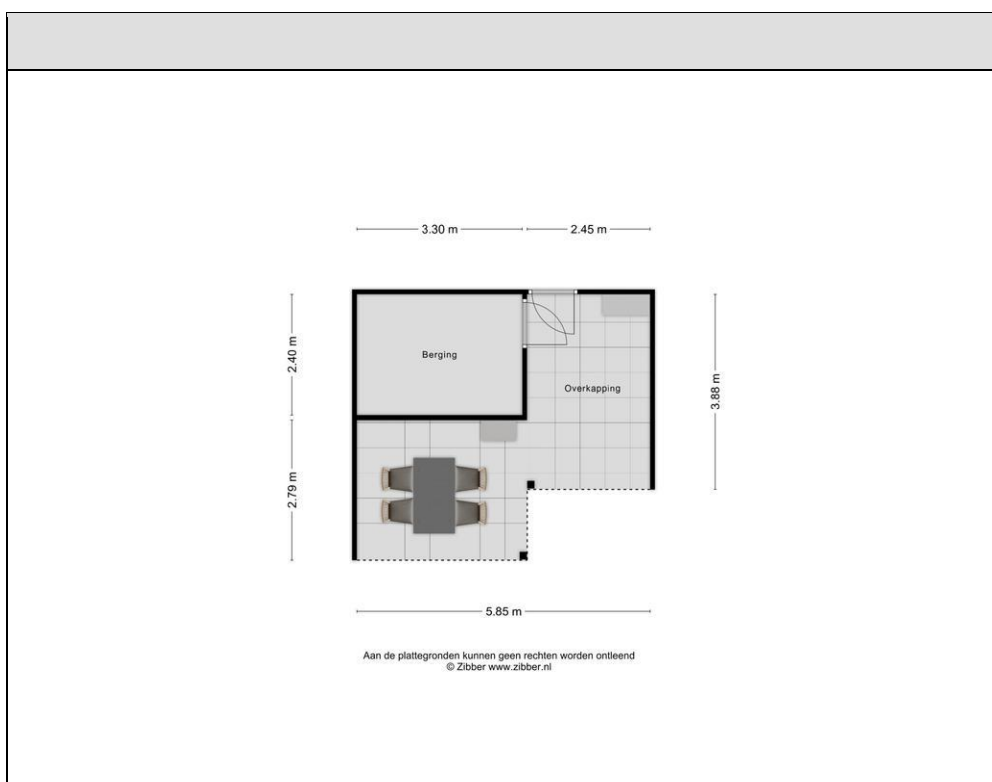 3.30 m
2.45 m
2.40 m
Berging
Overkapping
3.88 m
2.79 m
5.85 m
Aan de plattegronden kunnen geen rechten worden ontleend
© Zibber www.zibber.nl